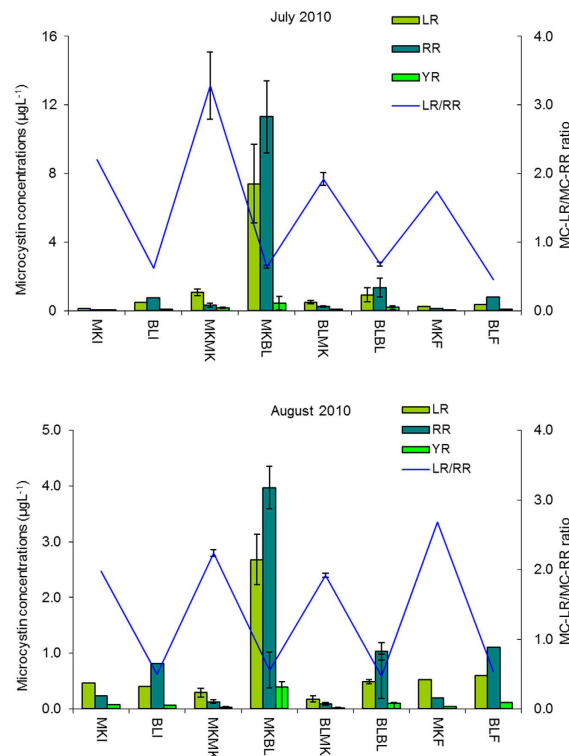 July 2010
LR
RR
YR
LR/RR
Microcystin concentrations (µgL-1)
16
12
8
4
0
4.0
3.0
2.0
1.0
0.0
MC-LR/MC-RR ratio
MKI
BLI
MKMK
MKBL
BLMK
BLBL
MKF
BLF
August 2010
LR
RR
YR
LR/RR
Microcystin concentrations (µgL-1)
5.0
4.0
3.0
2.0
1.0
0.0
4.0
3.0
2.0
1.0
0.0
MC-LR/MC-RR ratio
MKI
BLI
MKMK
MKBL
BLMK
BLBL
MKF
BLF